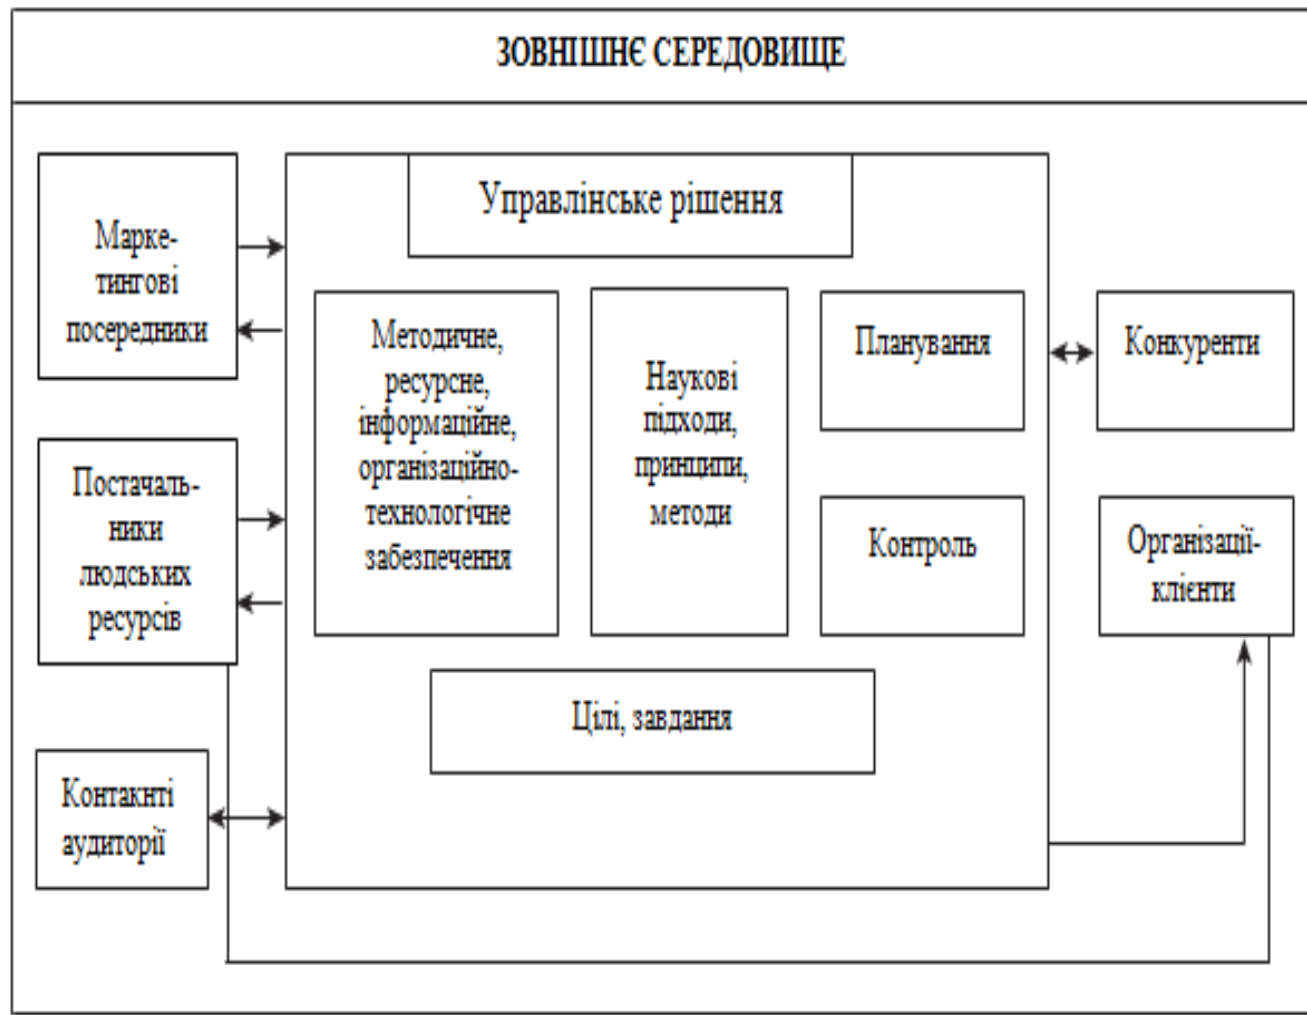 ЗОВНІШНЄ СЕРЕДОВИЩЕ
Управлінське рішення
Марке-
тингові
посередники
Методичне,
ресурсне,
інформаційне,
організаційно-
технологічне
забезпечення
Наукові
підходи,
принципи,
методи
Планування
Конкуренти
Постачаль-
ники
людських
ресурсів
Контроль
Організації-
клієнти
Цілі, завдання
Контакнті
аудиторії